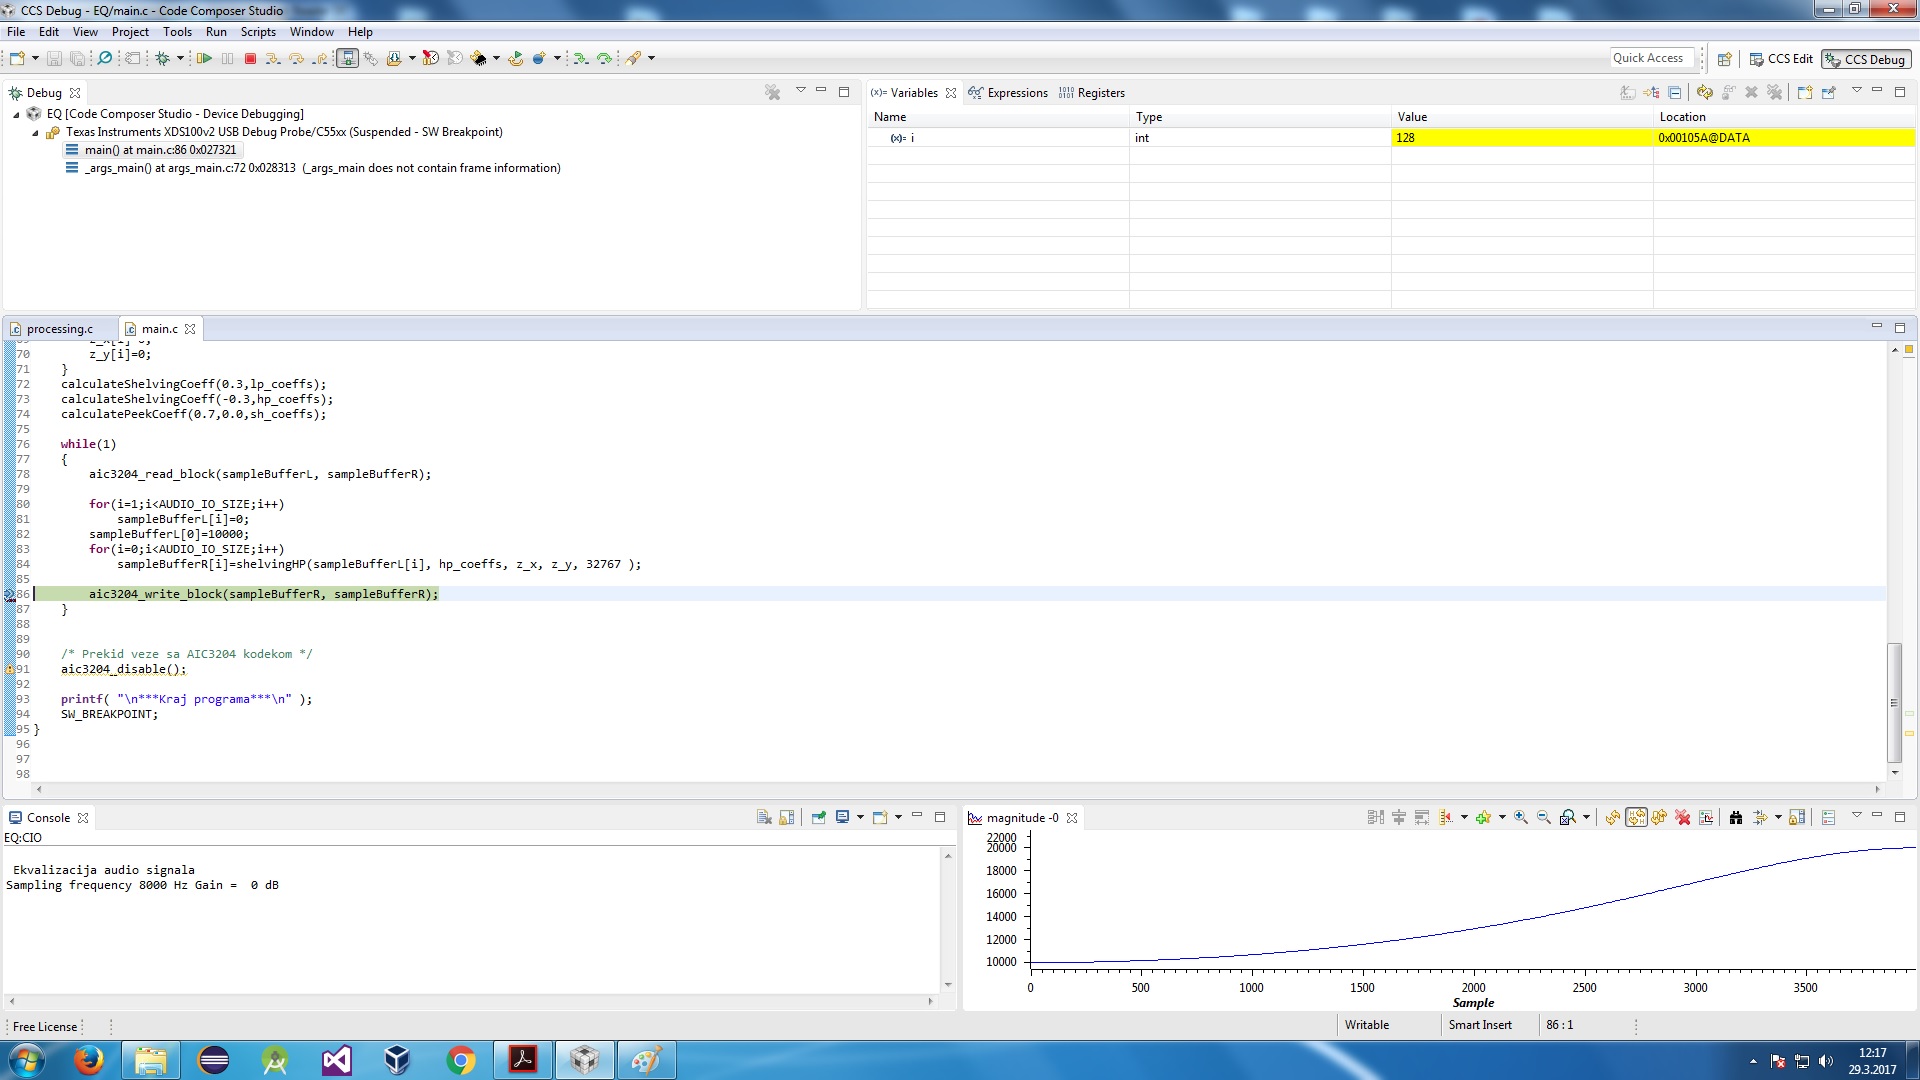 CCS Debug - EQ/main.c - Code Composer Studio
File Edit View Project Tools Run Scripts Window Help
Quick Access CCS Edit CCS Debug
Debug
EQ [Code Composer Studio - Device Debugging]
Texas Instruments XDS100v2 USB Debug Probe/C55xx (Suspended - SW Breakpoint)
main() at main.c:86 0x027321
_args_main() at args_main.c:72 0x028313 (_args_main does not contain frame information)
(x)= Variables Expressions 1010 0101 Registers
Name Type Value Location
(x)= i int 128 0x00105A@DATA
processing.c main.c
70 z_y[i]=0;
71 }
72 calculateShelvingCoeff(0.3,lp_coeffs);
73 calculateShelvingCoeff(-0.3,hp_coeffs);
74 calculatePeekCoeff(0.7,0.0,sh_coeffs);
75
76 while(1)
77 {
78 aic3204_read_block(sampleBufferL, sampleBufferR);
79
80 for(i=1;i<AUDIO_IO_SIZE;i++)
81 sampleBufferL[i]=0;
82 sampleBufferL[0]=10000;
83 for(i=0;i<AUDIO_IO_SIZE;i++)
84 sampleBufferR[i]=shelvingHP(sampleBufferL[i], hp_coeffs, z_x, z_y, 32767 );
85
86 aic3204_write_block(sampleBufferR, sampleBufferR);
87 }
88
89
90 /* Prekid veze sa AIC3204 kodekom */
91 aic3204_disable();
92
93 printf( "\n***Kraj programa***\n" );
94 SW_BREAKPOINT;
95 }
96
97
98
Console
EQ:CIO
Ekvalizacija audio signala
Sampling frequency 8000 Hz Gain =  0 dB
magnitude -0
22000
20000
18000
16000
14000
12000
10000
0 500 1000 1500 2000 2500 3000 3500
Sample
Free License Writable Smart Insert 86 : 1
12:17
29.3.2017